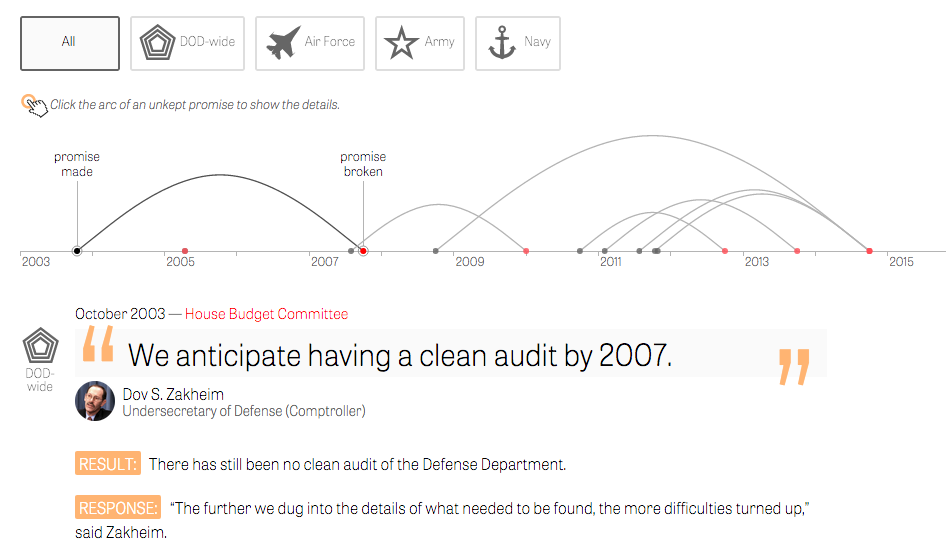 All
DOD-wide
Air Force
Army
Navy
Click the arc of an unkept promise to show the details.
promise
made
promise
broken
2003
2005
2007
2009
2011
2013
2015
October 2003 — House Budget Committee
“ We anticipate having a clean audit by 2007. ”
DOD-
wide
Dov S. Zakheim
Undersecretary of Defense (Comptroller)
RESULT: There has still been no clean audit of the Defense Department.
RESPONSE: “The further we dug into the details of what needed to be found, the more difficulties turned up,”
said Zakheim.